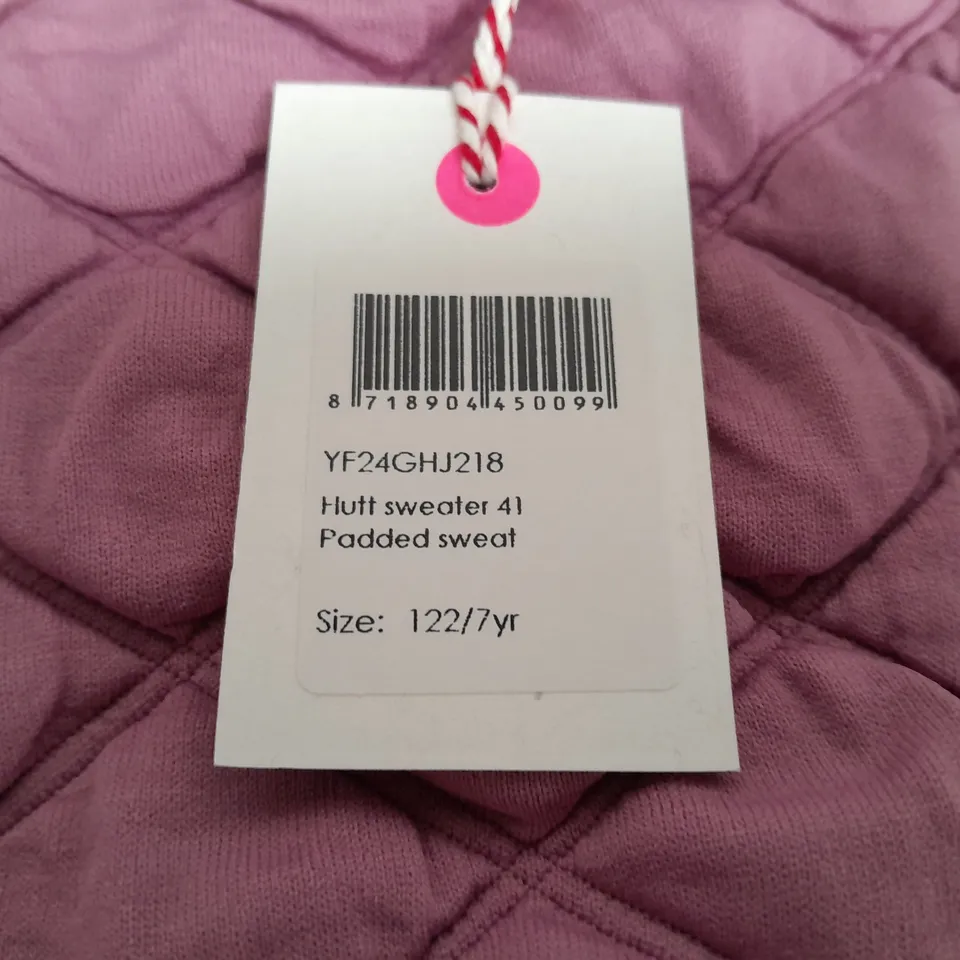 8 718904 450099
YF24GHJ218
Hutt sweater 41
Padded sweat
Size: 122/7yr